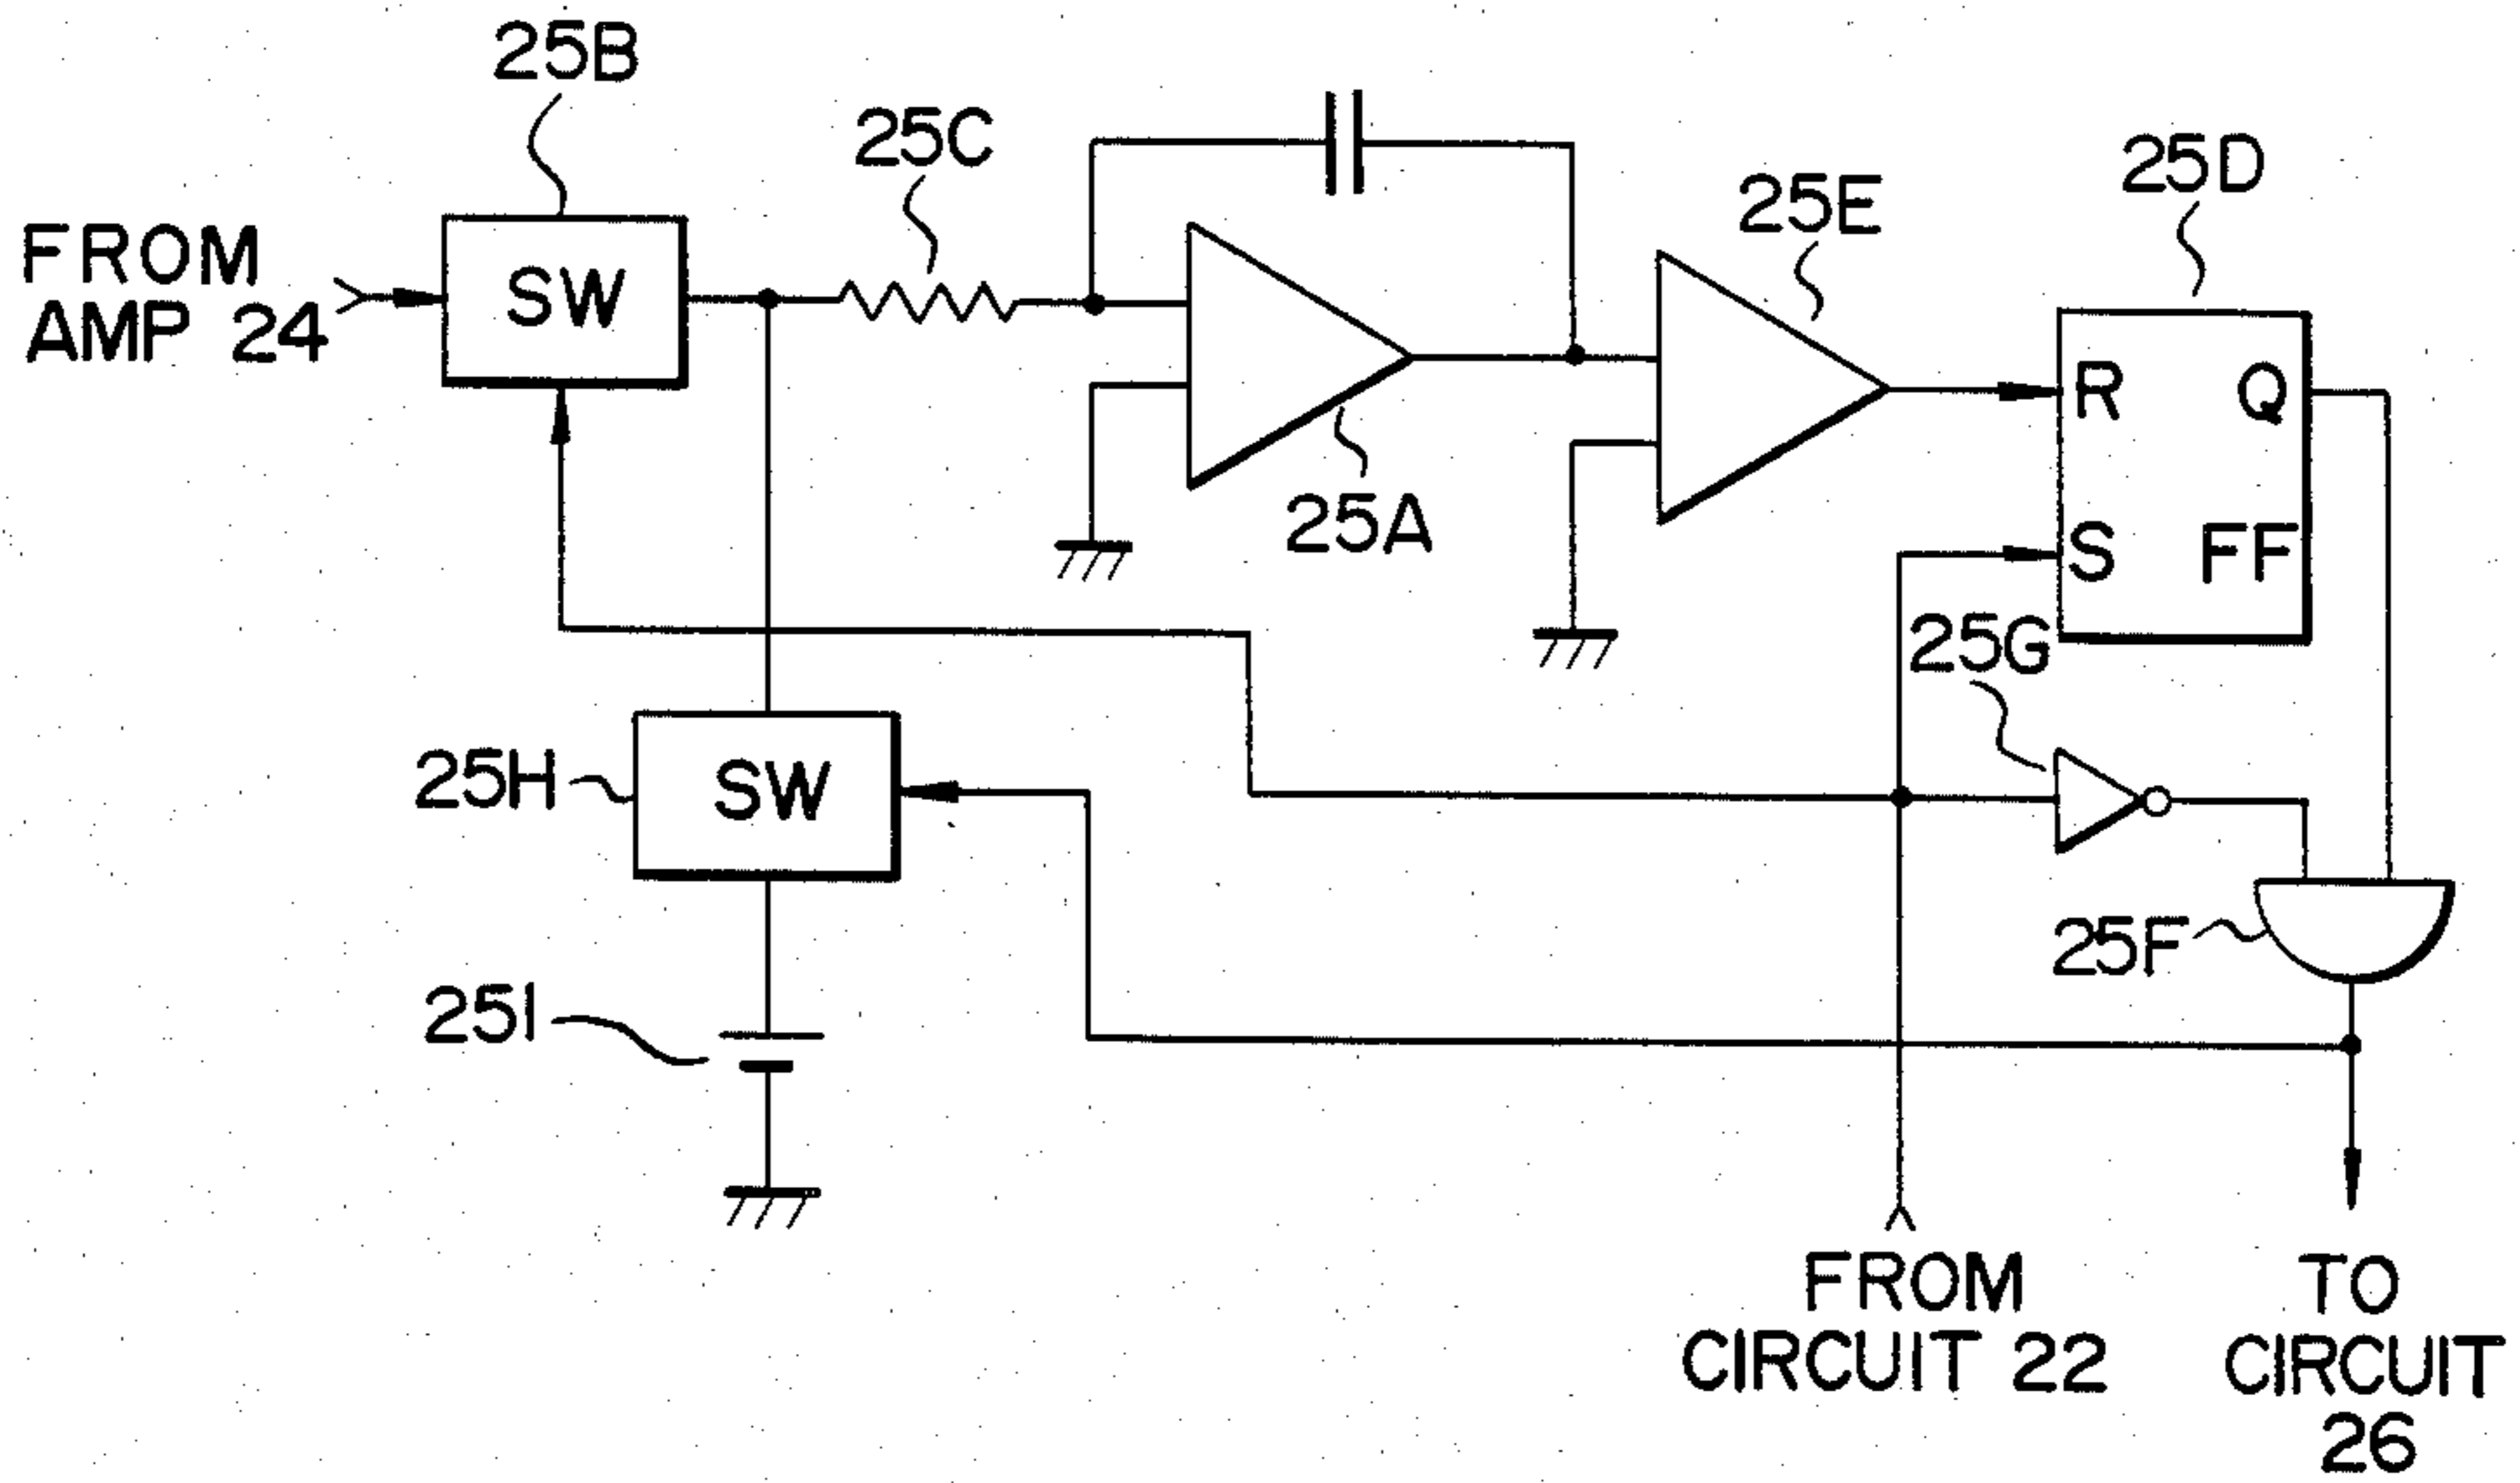 25B
25C
25D
25E
FROM
AMP 24
SW
R Q
25A
S FF
25G
25H
SW
25F
25I
FROM
CIRCUIT 22
TO
CIRCUIT
26